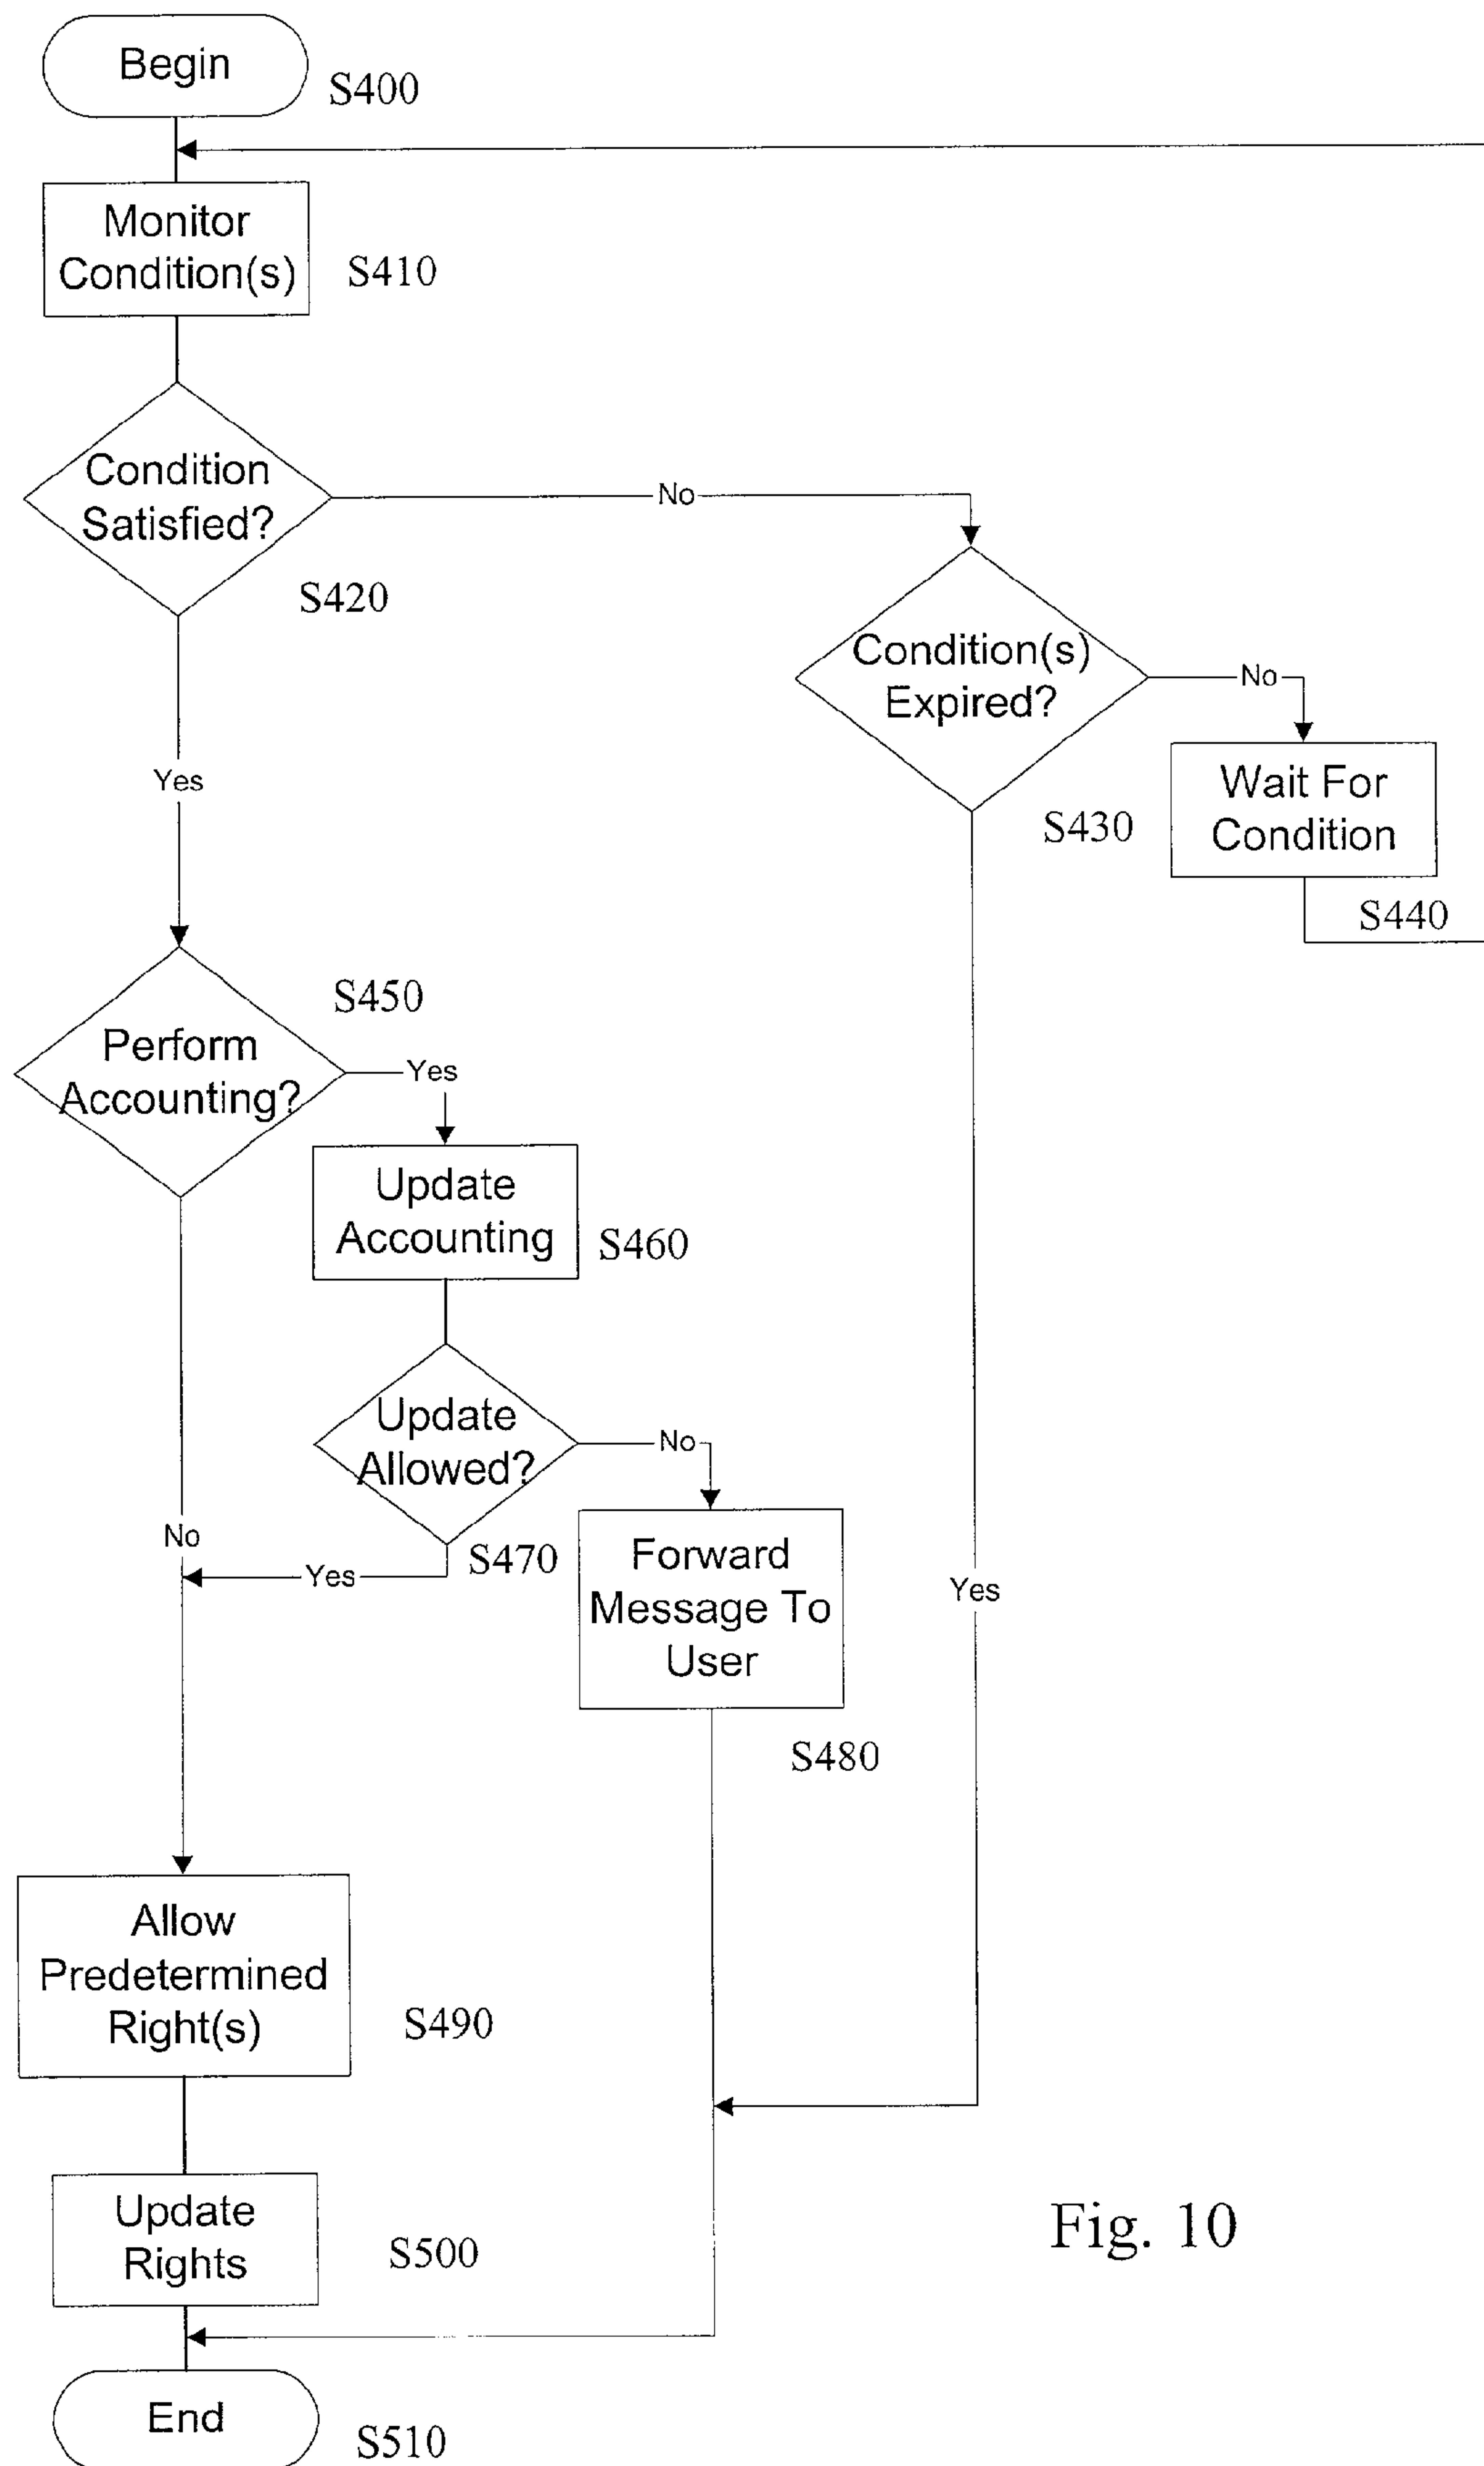 Begin
S400
Monitor
Condition(s)
S410
Condition
Satisfied?
No
S420
Condition(s)
Expired?
No
Wait For
Condition
S430
S440
Yes
S450
Perform
Accounting?
Yes
Update
Accounting
S460
Update
Allowed?
No
No
Yes
S470
Forward
Message To
User
Yes
S480
Allow
Predetermined
Right(s)
S490
Update
Rights
S500
Fig. 10
End
S510